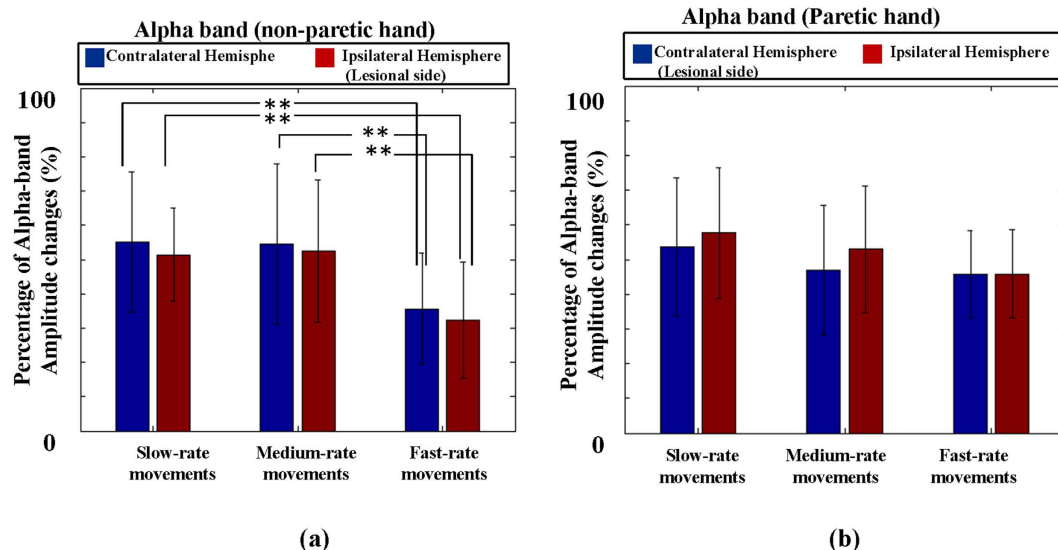 Alpha band (non-paretic hand)
Contralateral Hemisphe
Ipsilateral Hemisphere
(Lesional side)
100
**
**
**
**
Percentage of Alpha-band
Amplitude changes (%)
0
Slow-rate
movements
Medium-rate
movements
Fast-rate
movements
(a)
Alpha band (Paretic hand)
Contralateral Hemisphere
(Lesional side)
Ipsilateral Hemisphere
100
Percentage of Alpha-band
Amplitude changes (%)
0
Slow-rate
movements
Medium-rate
movements
Fast-rate
movements
(b)